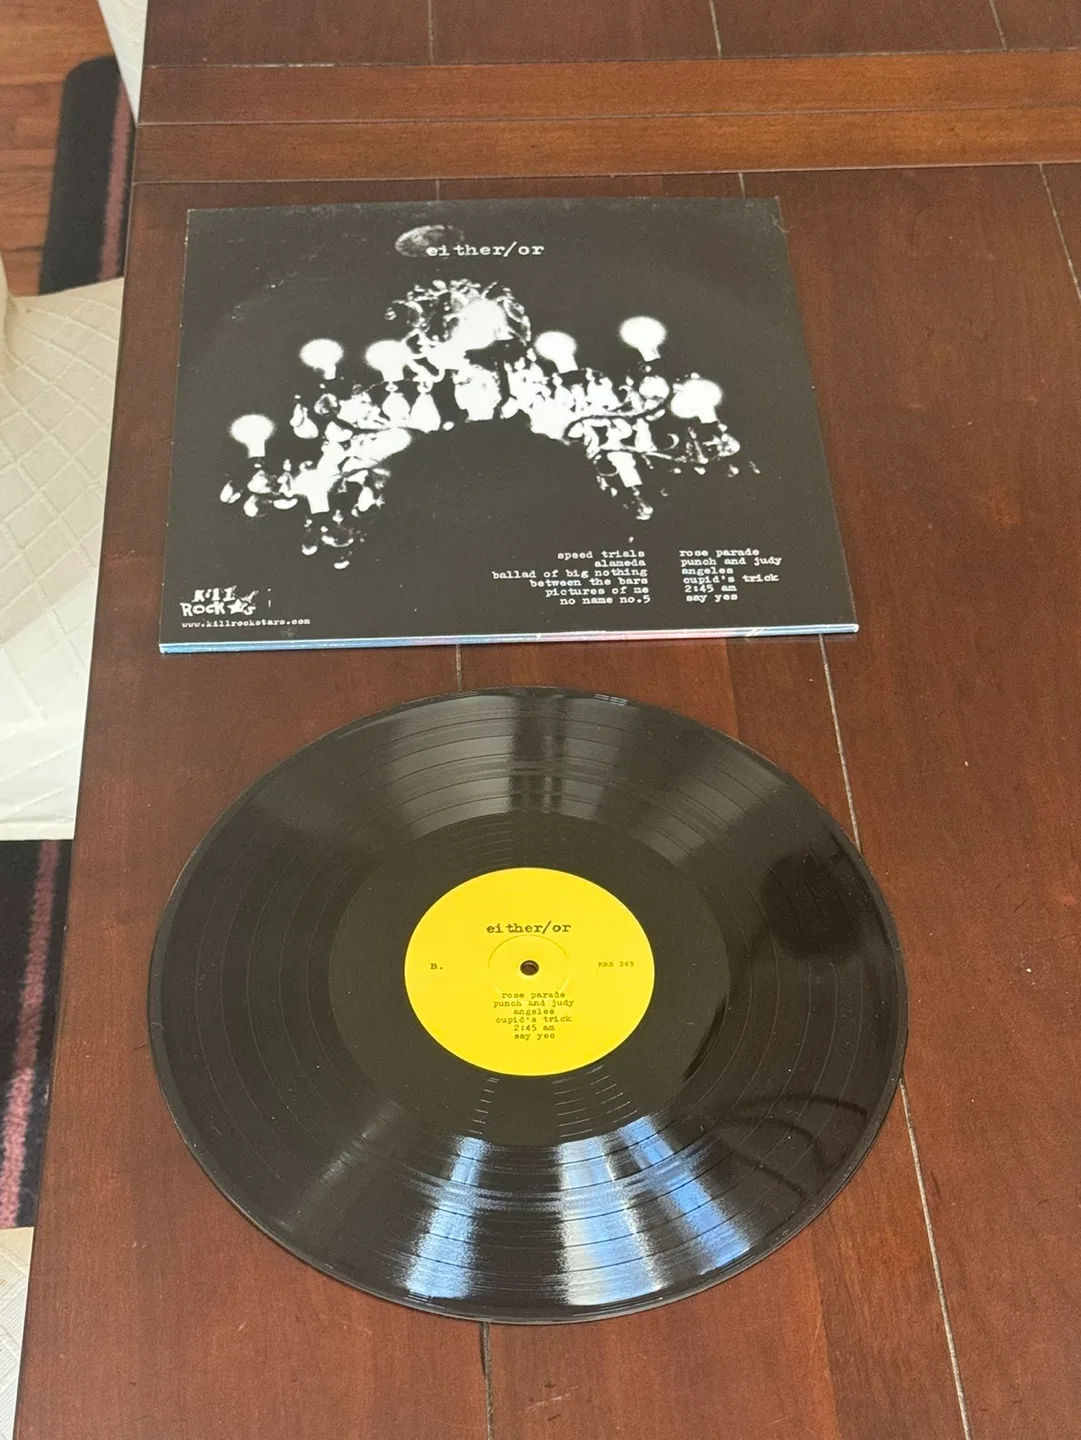 either/or
speed trials
alameda
ballad of big nothing
between the bars
pictures of me
no name no.5
rose parade
punch and judy
angeles
cupid's trick
2:45 am
say yes
KILL
ROCK ★'s
www.killrockstars.com
either/or
B.
KRS 269
rose parade
punch and judy
angeles
cupid's trick
2:45 am
say yes